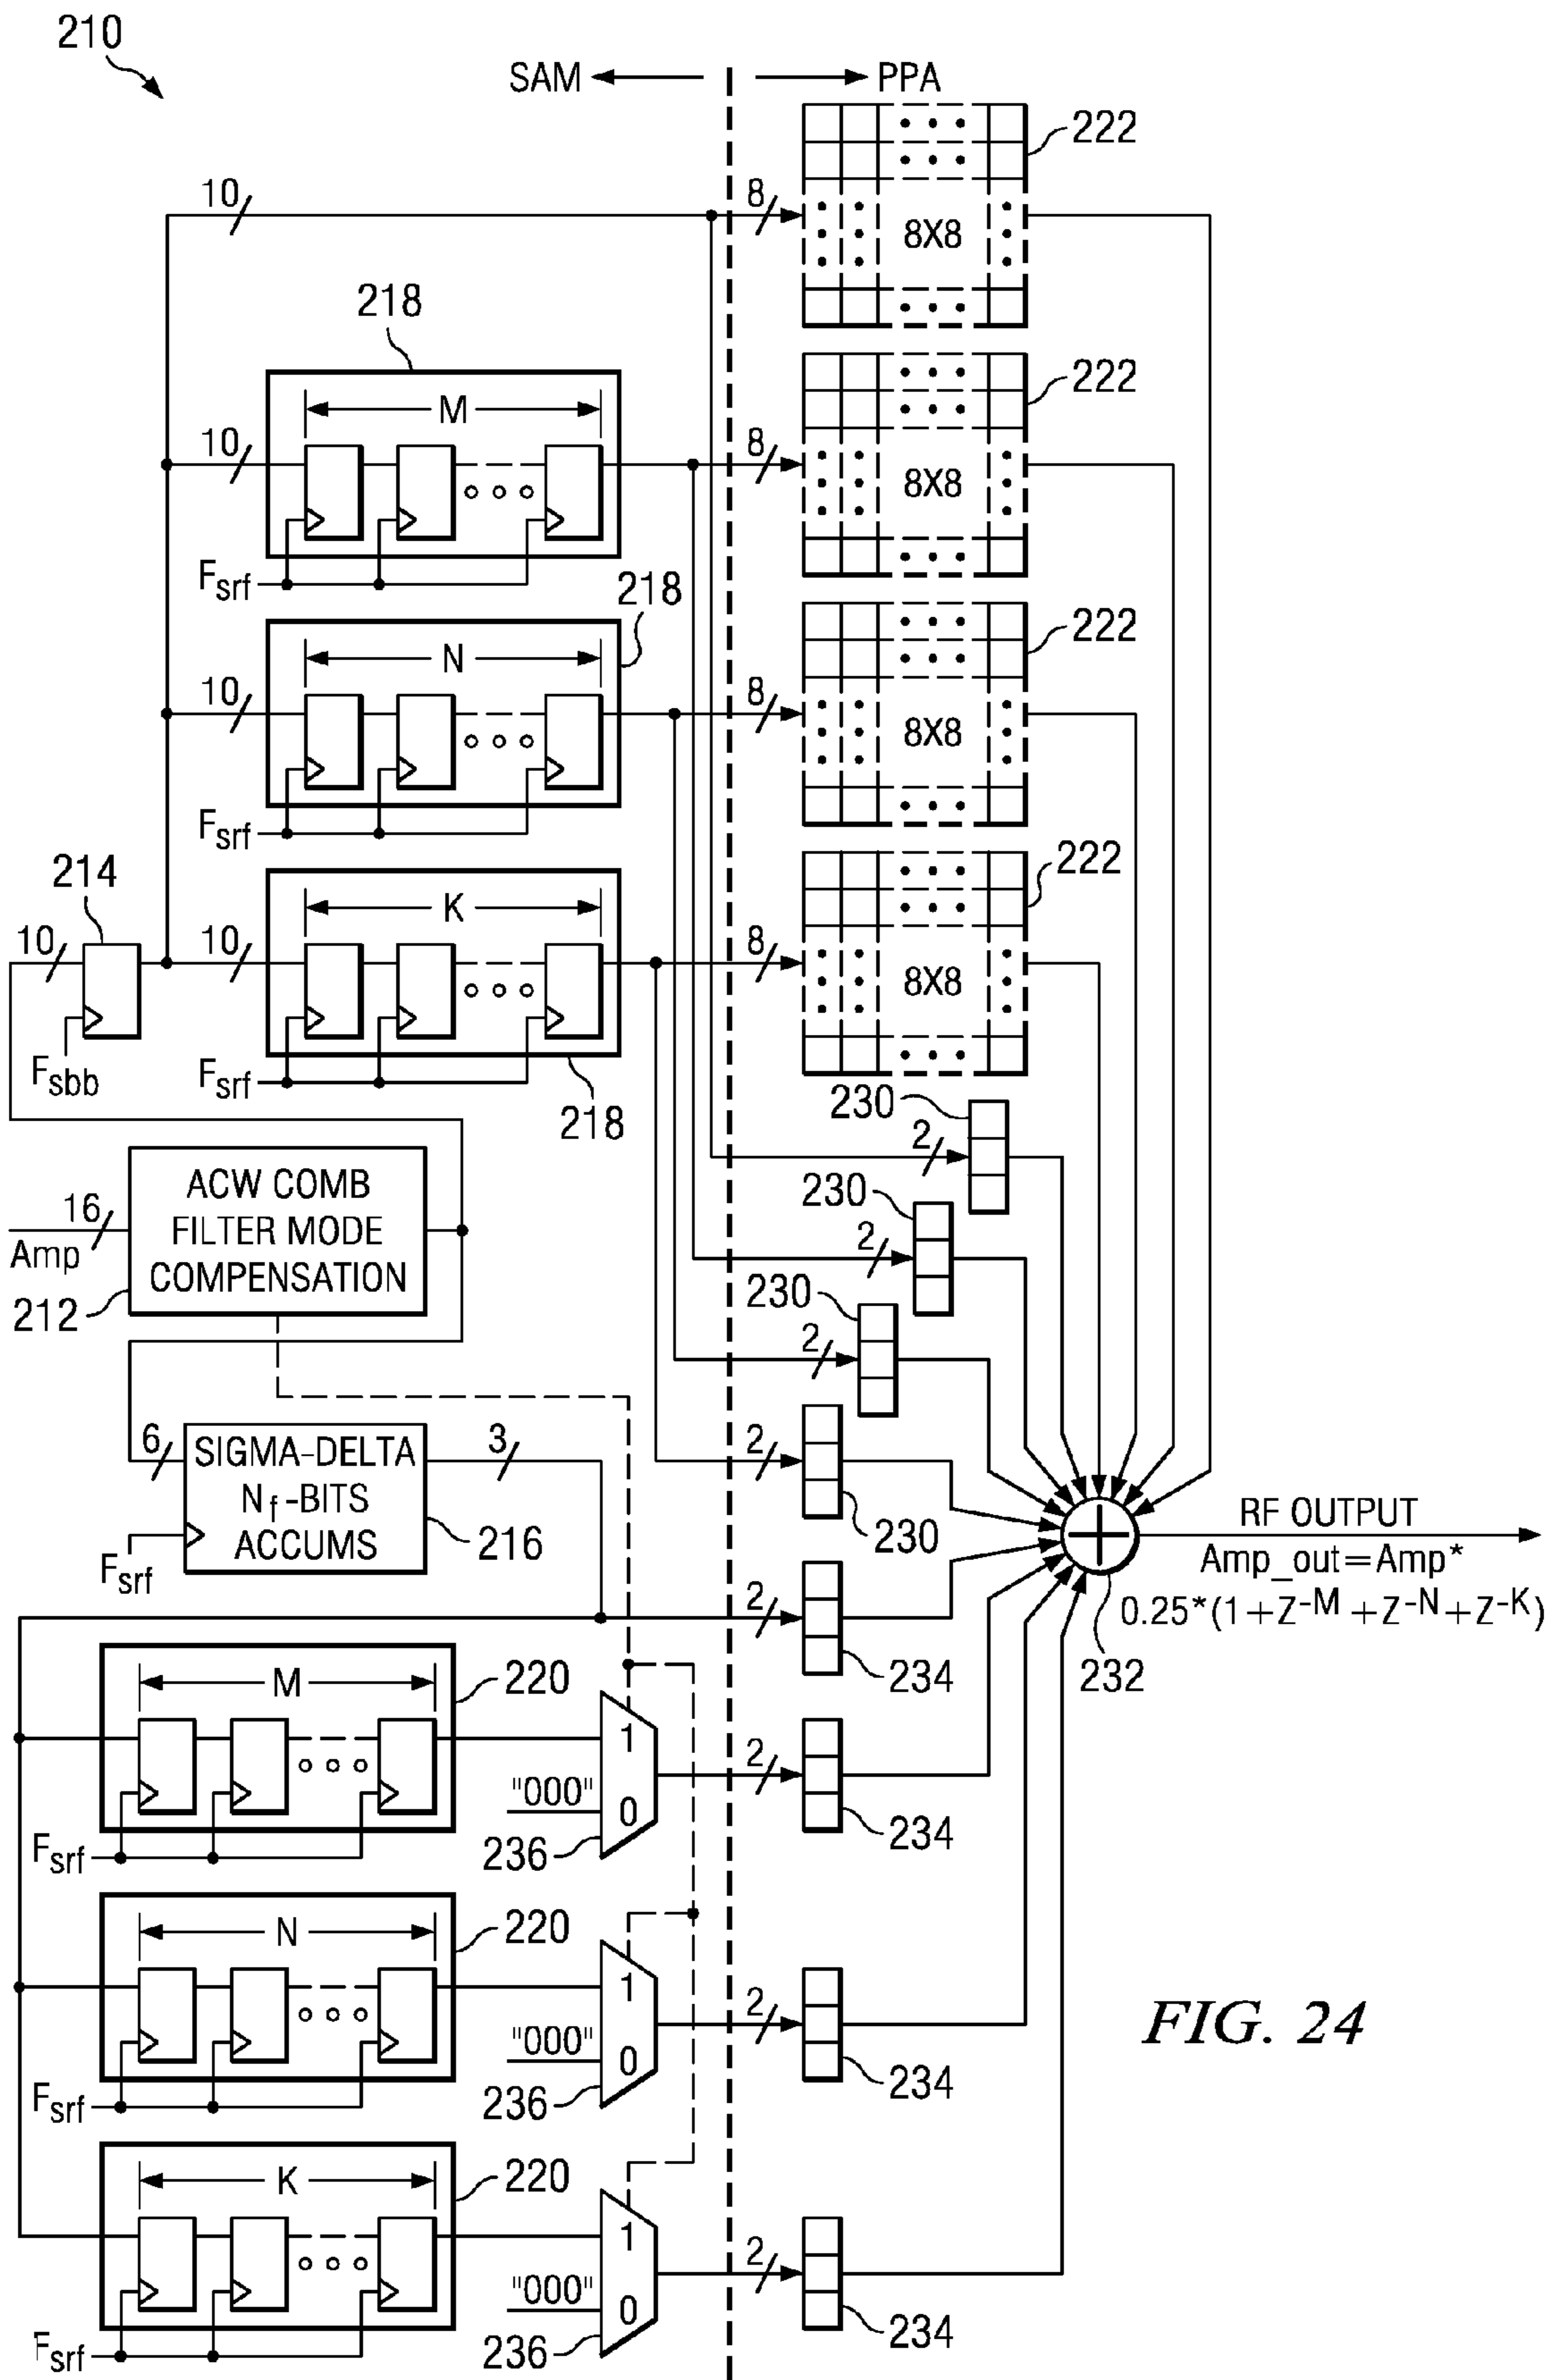 210
SAM PPA
222
10 8
8X8
218
M
222
10 8
8X8
Fsrf
218
N
222
10 8
8X8
Fsrf
214
K
222
10 10 8
8X8
Fsbb
Fsrf
218
230
2
ACW COMB
FILTER MODE
COMPENSATION
16
Amp
212
230
2
230
2
6
SIGMA-DELTA
Nf-BITS
ACCUMS
3
2
Fsrf
216
230
RF OUTPUT
Amp_out=Amp*
0.25*(1+Z-M+Z-N+Z-K)
232
2
234
M
220
1
"000"
0
2
Fsrf
236
234
N
220
1
"000"
0
2
Fsrf
236
234
FIG. 24
K
220
1
"000"
0
2
Fsrf
236
234